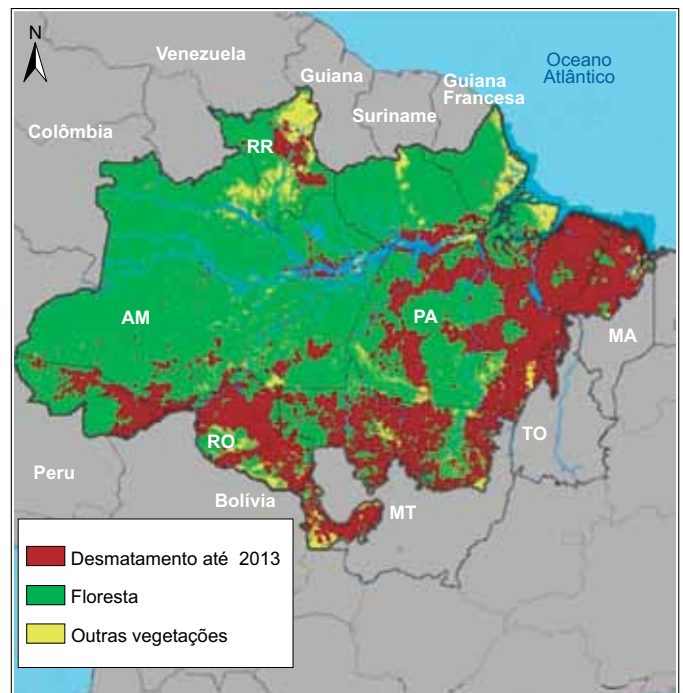 N
Venezuela
Guiana
Guiana
Francesa
Suriname
Oceano
Atlântico
Colômbia
RR
AM
PA
MA
RO
TO
Peru
Bolívia
MT
Desmatamento até 2013
Floresta
Outras vegetações